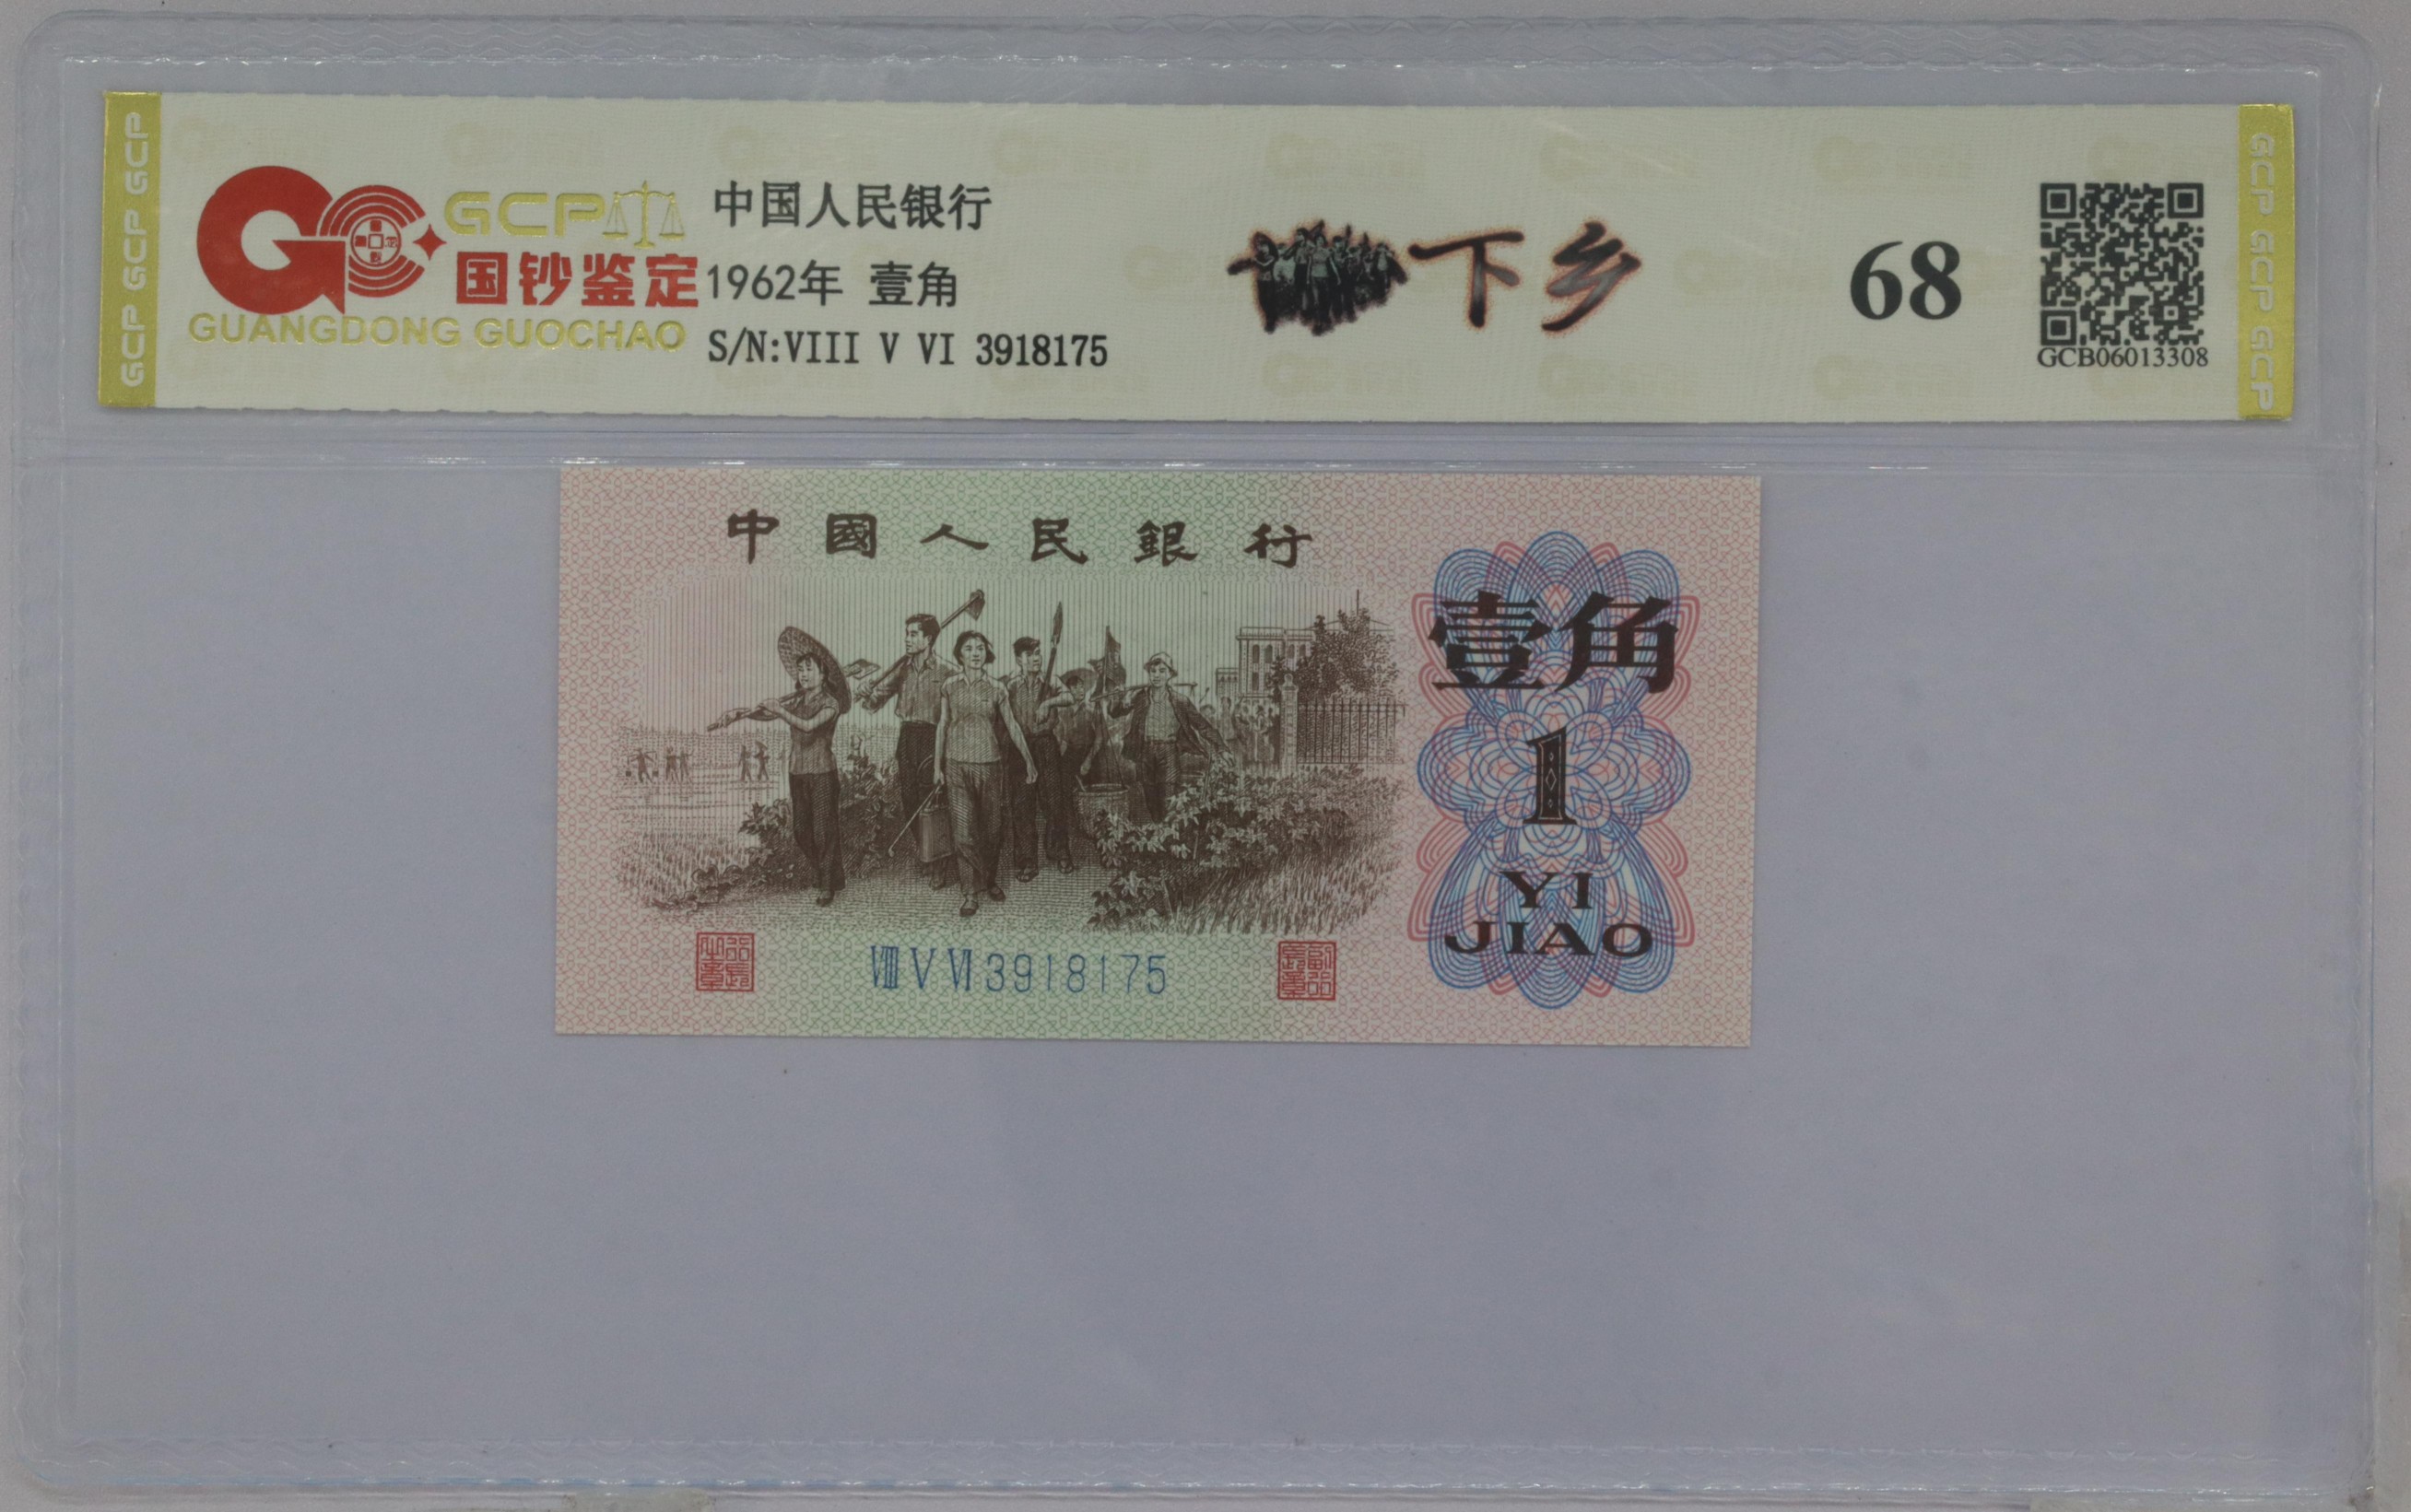 GCP GCP GCP
GCP
国钞鉴定
GUANGDONG GUOCHAO
中国人民银行
1962年 壹角
S/N:VIII V VI 3918175
下乡
68
GCB06013308
GCP GCP GCP
中國人民銀行
壹角
1
YI
JIAO
VIII V VI 3918175